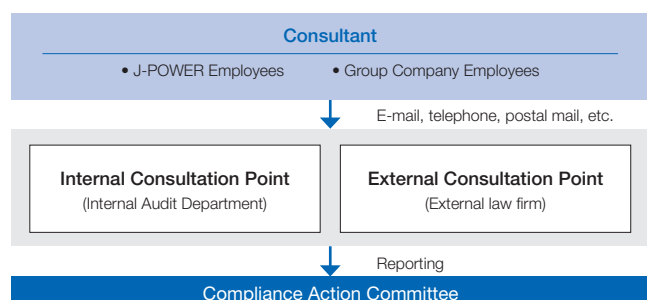 Consultant
• J-POWER Employees • Group Company Employees
E-mail, telephone, postal mail, etc.
Internal Consultation Point External Consultation Point
(Internal Audit Department) (External law firm)
Reporting
Compliance Action Committee